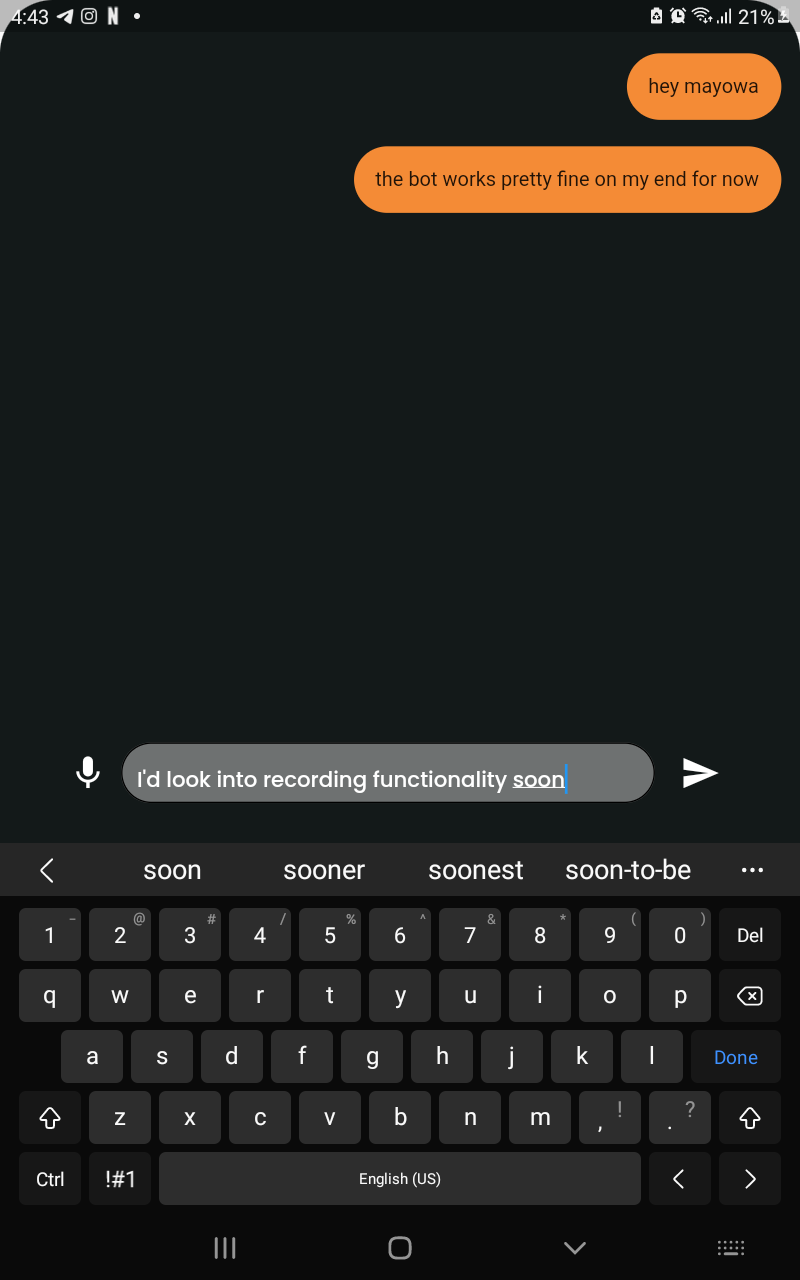 4:43 N 21%
hey mayowa
the bot works pretty fine on my end for now
I'd look into recording functionality soon
soon sooner soonest soon-to-be ...
1 - 2 @ 3 # 4 / 5 % 6 ^ 7 & 8 * 9 ( 0 ) Del
q w e r t y u i o p
a s d f g h j k l Done
z x c v b n m , ! . ?
Ctrl !#1 English (US) < >